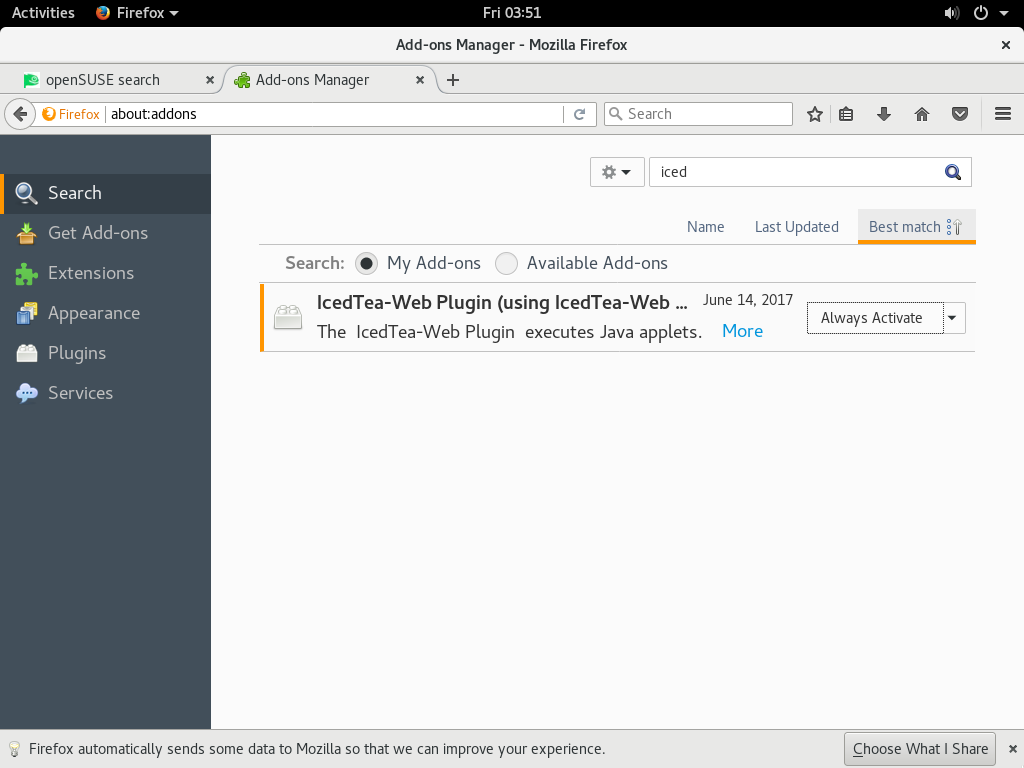 Activities Firefox Fri 03:51
Add-ons Manager - Mozilla Firefox
openSUSE search Add-ons Manager
Firefox about:addons Search
iced
Search
Get Add-ons
Extensions
Appearance
Plugins
Services
Name Last Updated Best match
Search: My Add-ons Available Add-ons
IcedTea-Web Plugin (using IcedTea-Web ... June 14, 2017
The IcedTea-Web Plugin executes Java applets. More
Always Activate
Firefox automatically sends some data to Mozilla so that we can improve your experience. Choose What I Share